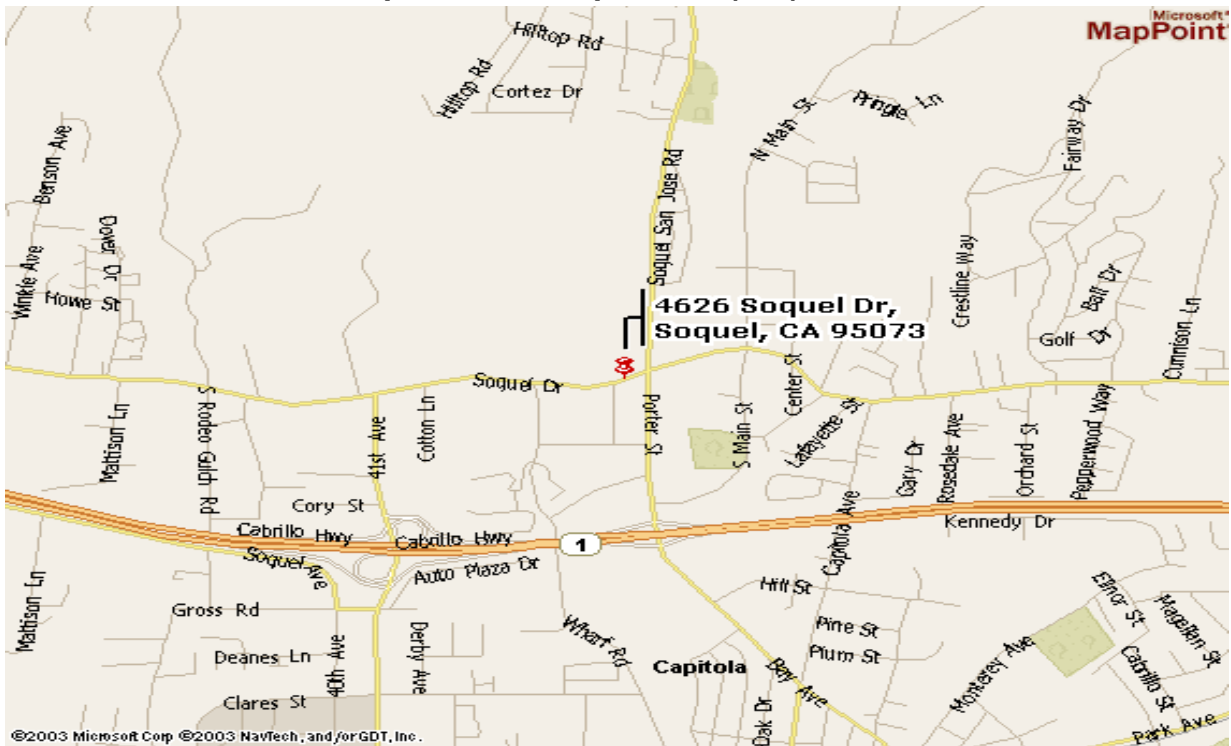 Microsoft®
MapPoint®
Hilltop Rd
Hilltop Rd
Cortez Dr
Pringle Ln
N Main St
Fairway Dr
Benson Ave
Soquel San Jose Rd
Dover Dr
Winkle Ave
Howe St
Crestline Way
Balf Dr
4626 Soquel Dr,
Soquel, CA 95073
Golf Dr
Cunnison Ln
Soquel Dr
Center St
Mattison Ln
S Rodeo Gulch Rd
41st Ave
Cotton Ln
Porter St
S Main St
Lafayette St
Gary Dr
Rosedale Ave
Orchard St
Pepperwood Way
Cory St
Cabrillo Hwy
Cabrillo Hwy
1
Kennedy Dr
Soquel Ave
Auto Plaza Dr
Capitola Ave
Hill St
Mattison Ln
Gross Rd
Elinor St
Magellan St
Wharf Rd
Pine St
Plum St
Deanes Ln
40th Ave
Derby Ave
Capitola
Bay Ave
Monterey Ave
Cabrillo St
Clares St
Oak Dr
Park Ave
©2003 Microsoft Corp ©2003 NavTech, and/or GDT, Inc.